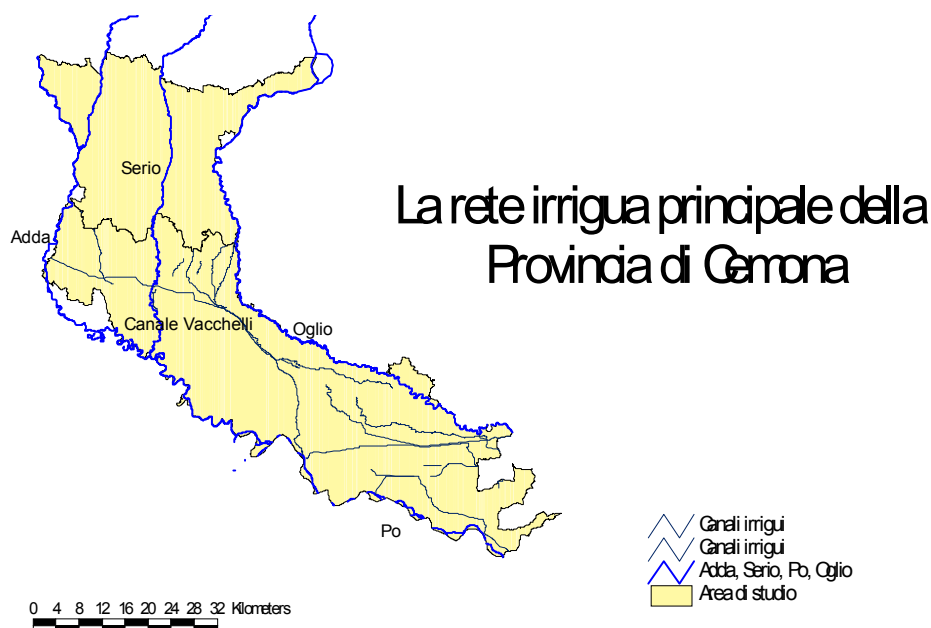 La rete irrigua principale della
Provincia di Cemona
Serio
Adda
Canale Vacchelli
Oglio
Po
Canali irrigui
Canali irrigui
Adda, Serio, Po, Oglio
Area di studio
0 4 8 12 16 20 24 28 32 Kilometers